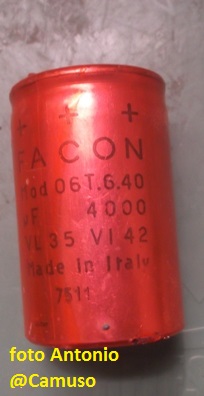 + + +
FACON
Mod 06T.6.40
µF 4000
VL 35 VI 42
Made in Italy
7511
foto Antonio
@Camuso